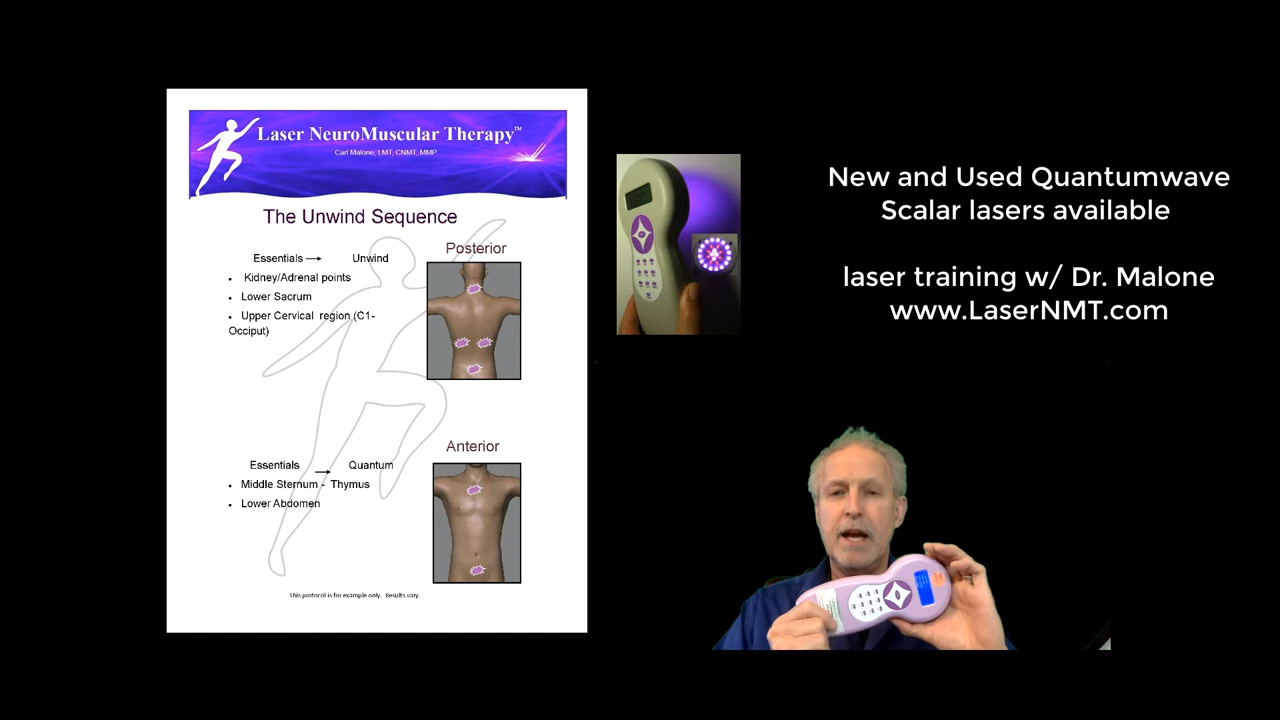 Laser NeuroMuscular Therapy™
Carl Malone, LMT, CNMT, MMP
The Unwind Sequence
Essentials → Unwind
• Kidney/Adrenal points
• Lower Sacrum
• Upper Cervical region (C1-
Occiput)
Posterior
Essentials → Quantum
• Middle Sternum - Thymus
• Lower Abdomen
Anterior
This protocol is for example only. Results vary.
New and Used Quantumwave
Scalar lasers available
laser training w/ Dr. Malone
www.LaserNMT.com